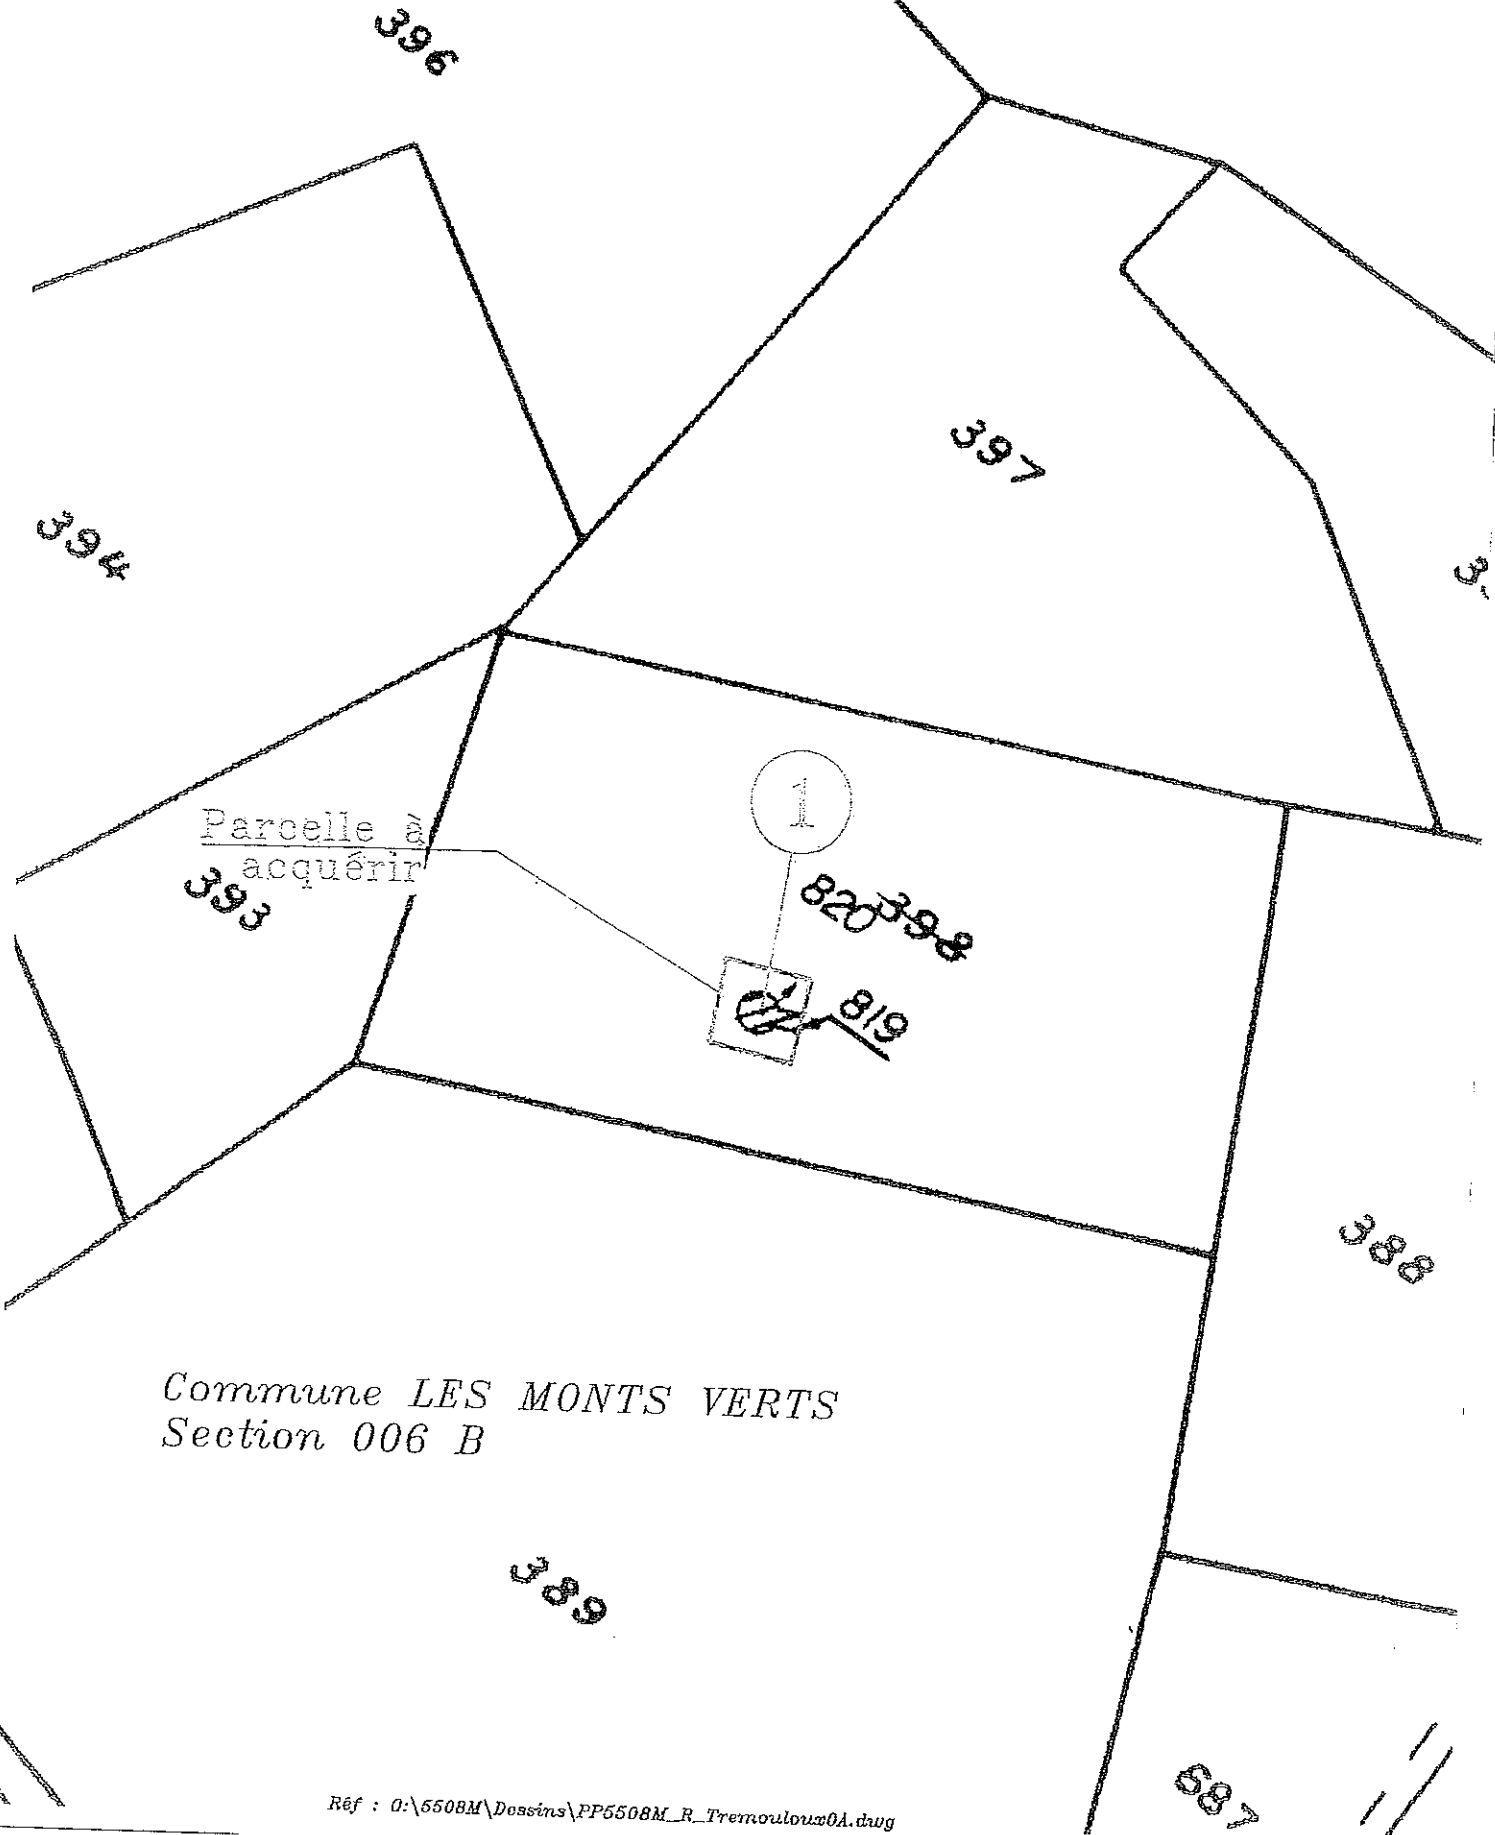 396
397
394
Parcelle à
acquérir
1
393
820 398
819
388
Commune LES MONTS VERTS
Section 006 B
389
687
Réf : O:\5508M\Dessins\PP5508M_R_Tremouloux0A.dwg